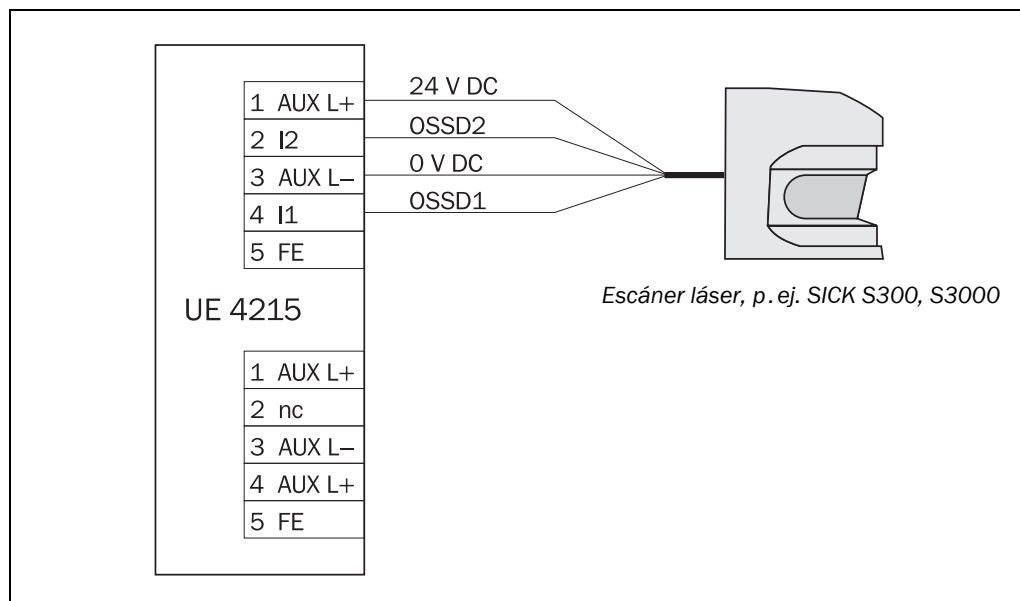 1 AUX L+
2 I2
3 AUX L−
4 I1
5 FE
24 V DC
OSSD2
0 V DC
OSSD1
Escáner láser, p.ej. SICK S300, S3000
UE 4215
1 AUX L+
2 nc
3 AUX L−
4 AUX L+
5 FE